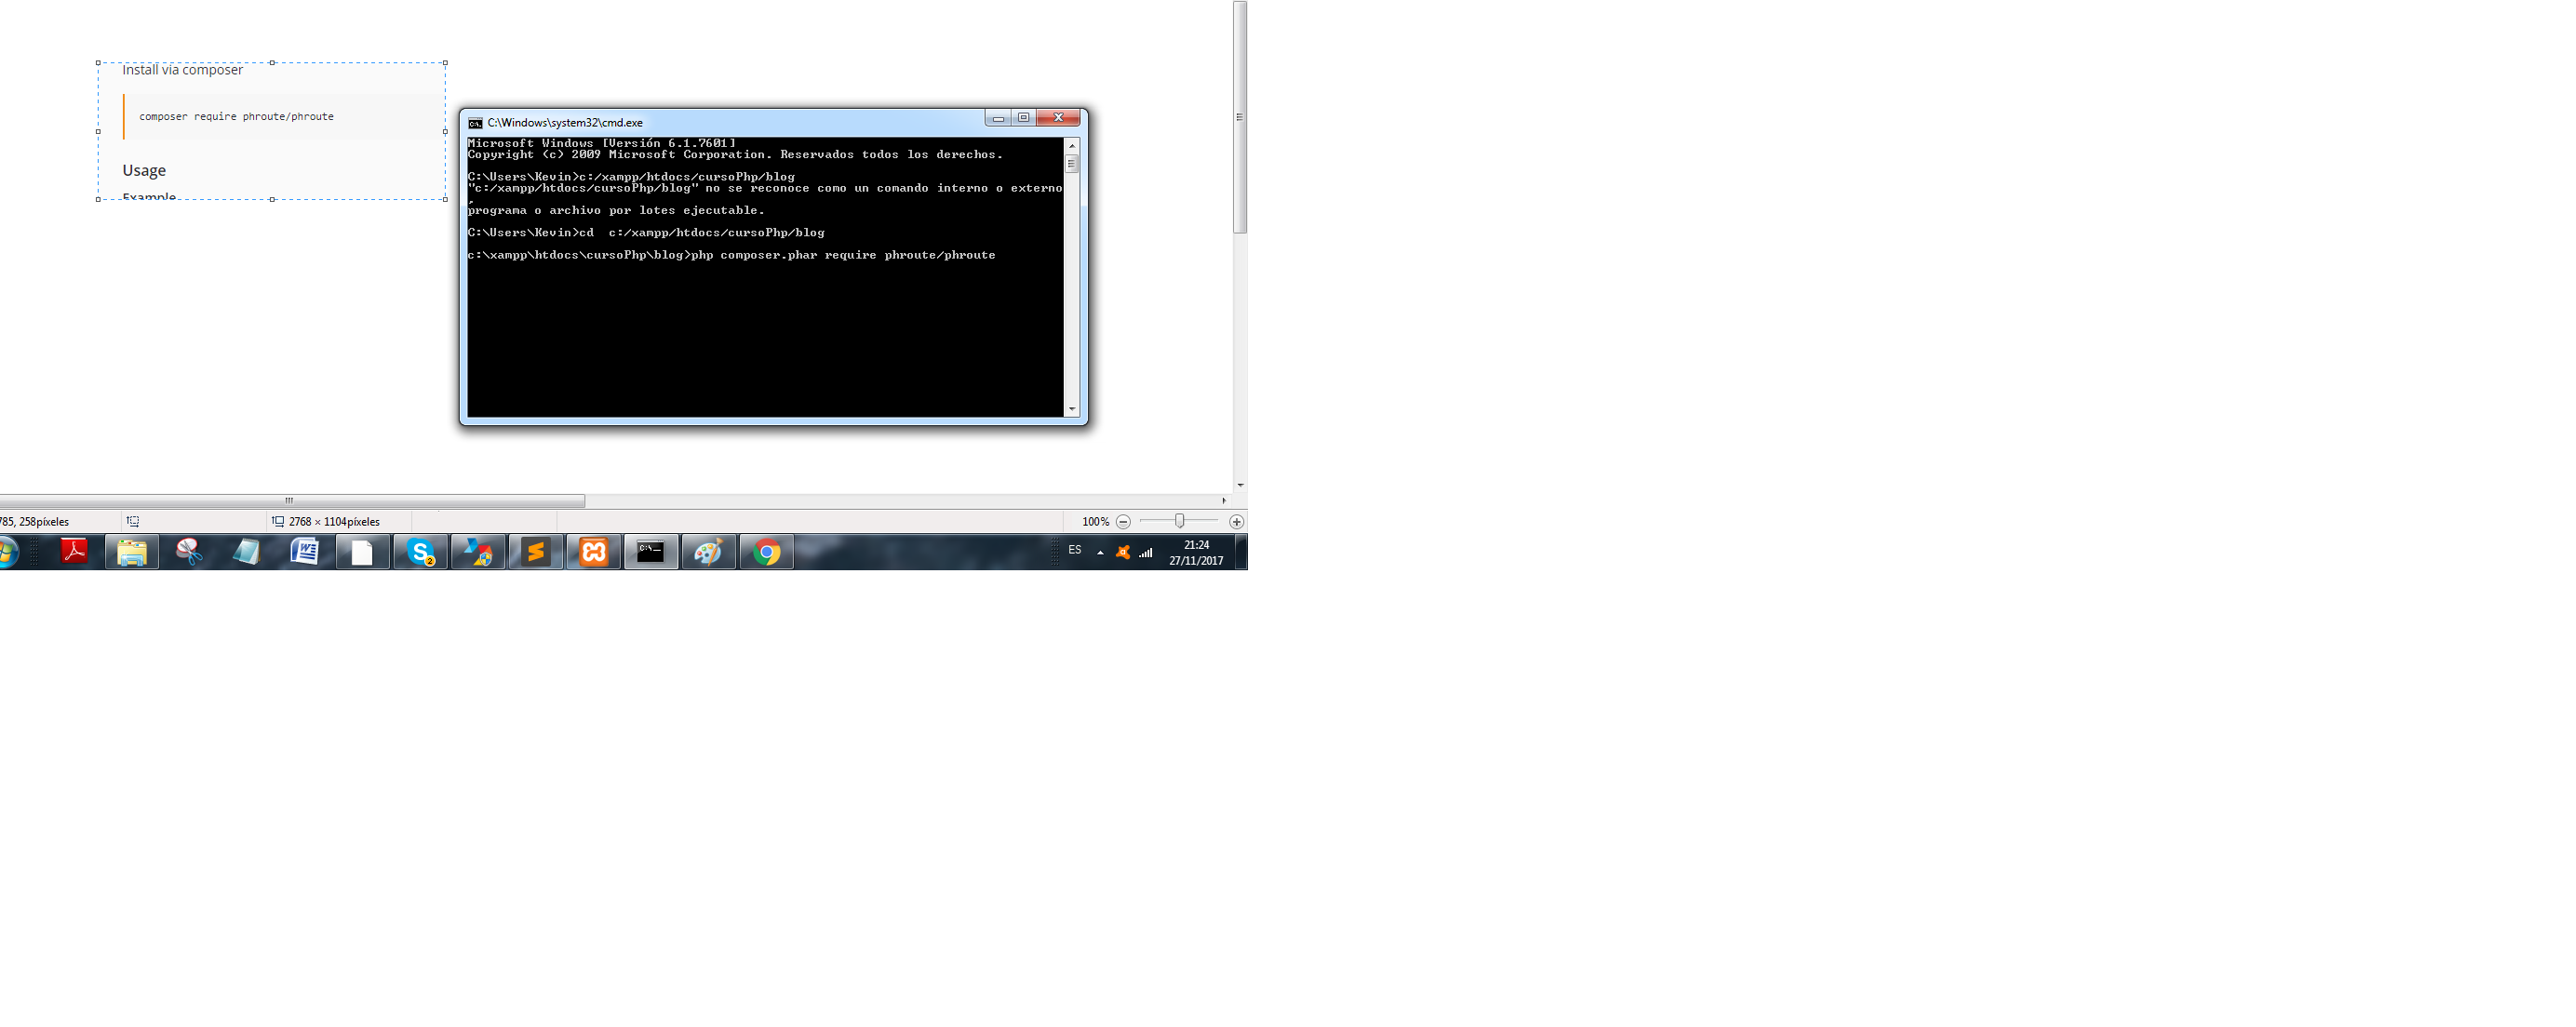 Install via composer
composer require phroute/phroute
Usage
Example
C:\Windows\system32\cmd.exe
Microsoft Windows [Versión 6.1.7601]
Copyright (c) 2009 Microsoft Corporation. Reservados todos los derechos.
C:\Users\Kevin>c:/xampp/htdocs/cursoPhp/blog
"c:/xampp/htdocs/cursoPhp/blog" no se reconoce como un comando interno o externo
,
programa o archivo por lotes ejecutable.
C:\Users\Kevin>cd  c:/xampp/htdocs/cursoPhp/blog
c:\xampp\htdocs\cursoPhp\blog>php composer.phar require phroute/phroute
785, 258píxeles
2768 × 1104píxeles
100%
ES
21:24
27/11/2017